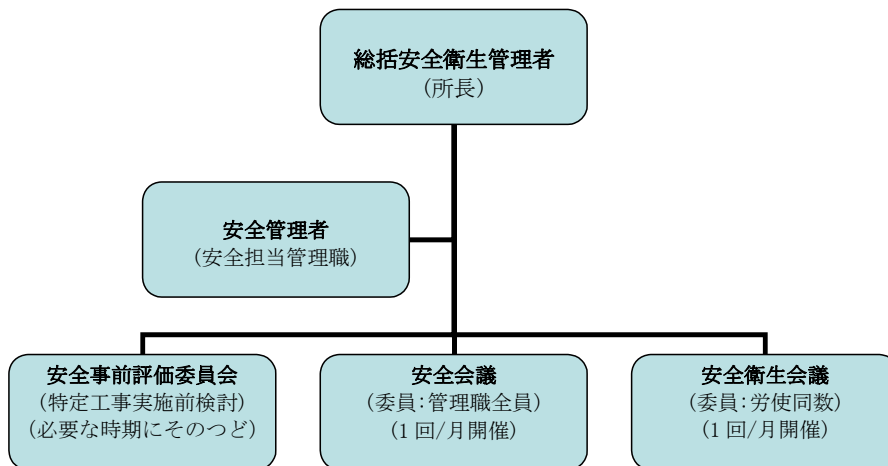 総括安全衛生管理者
(所長)
安全管理者
(安全担当管理職)
安全事前評価委員会
(特定工事実施前検討)
(必要な時期にそのつど)
安全会議
(委員:管理職全員)
(1回/月開催)
安全衛生会議
(委員:労使同数)
(1回/月開催)